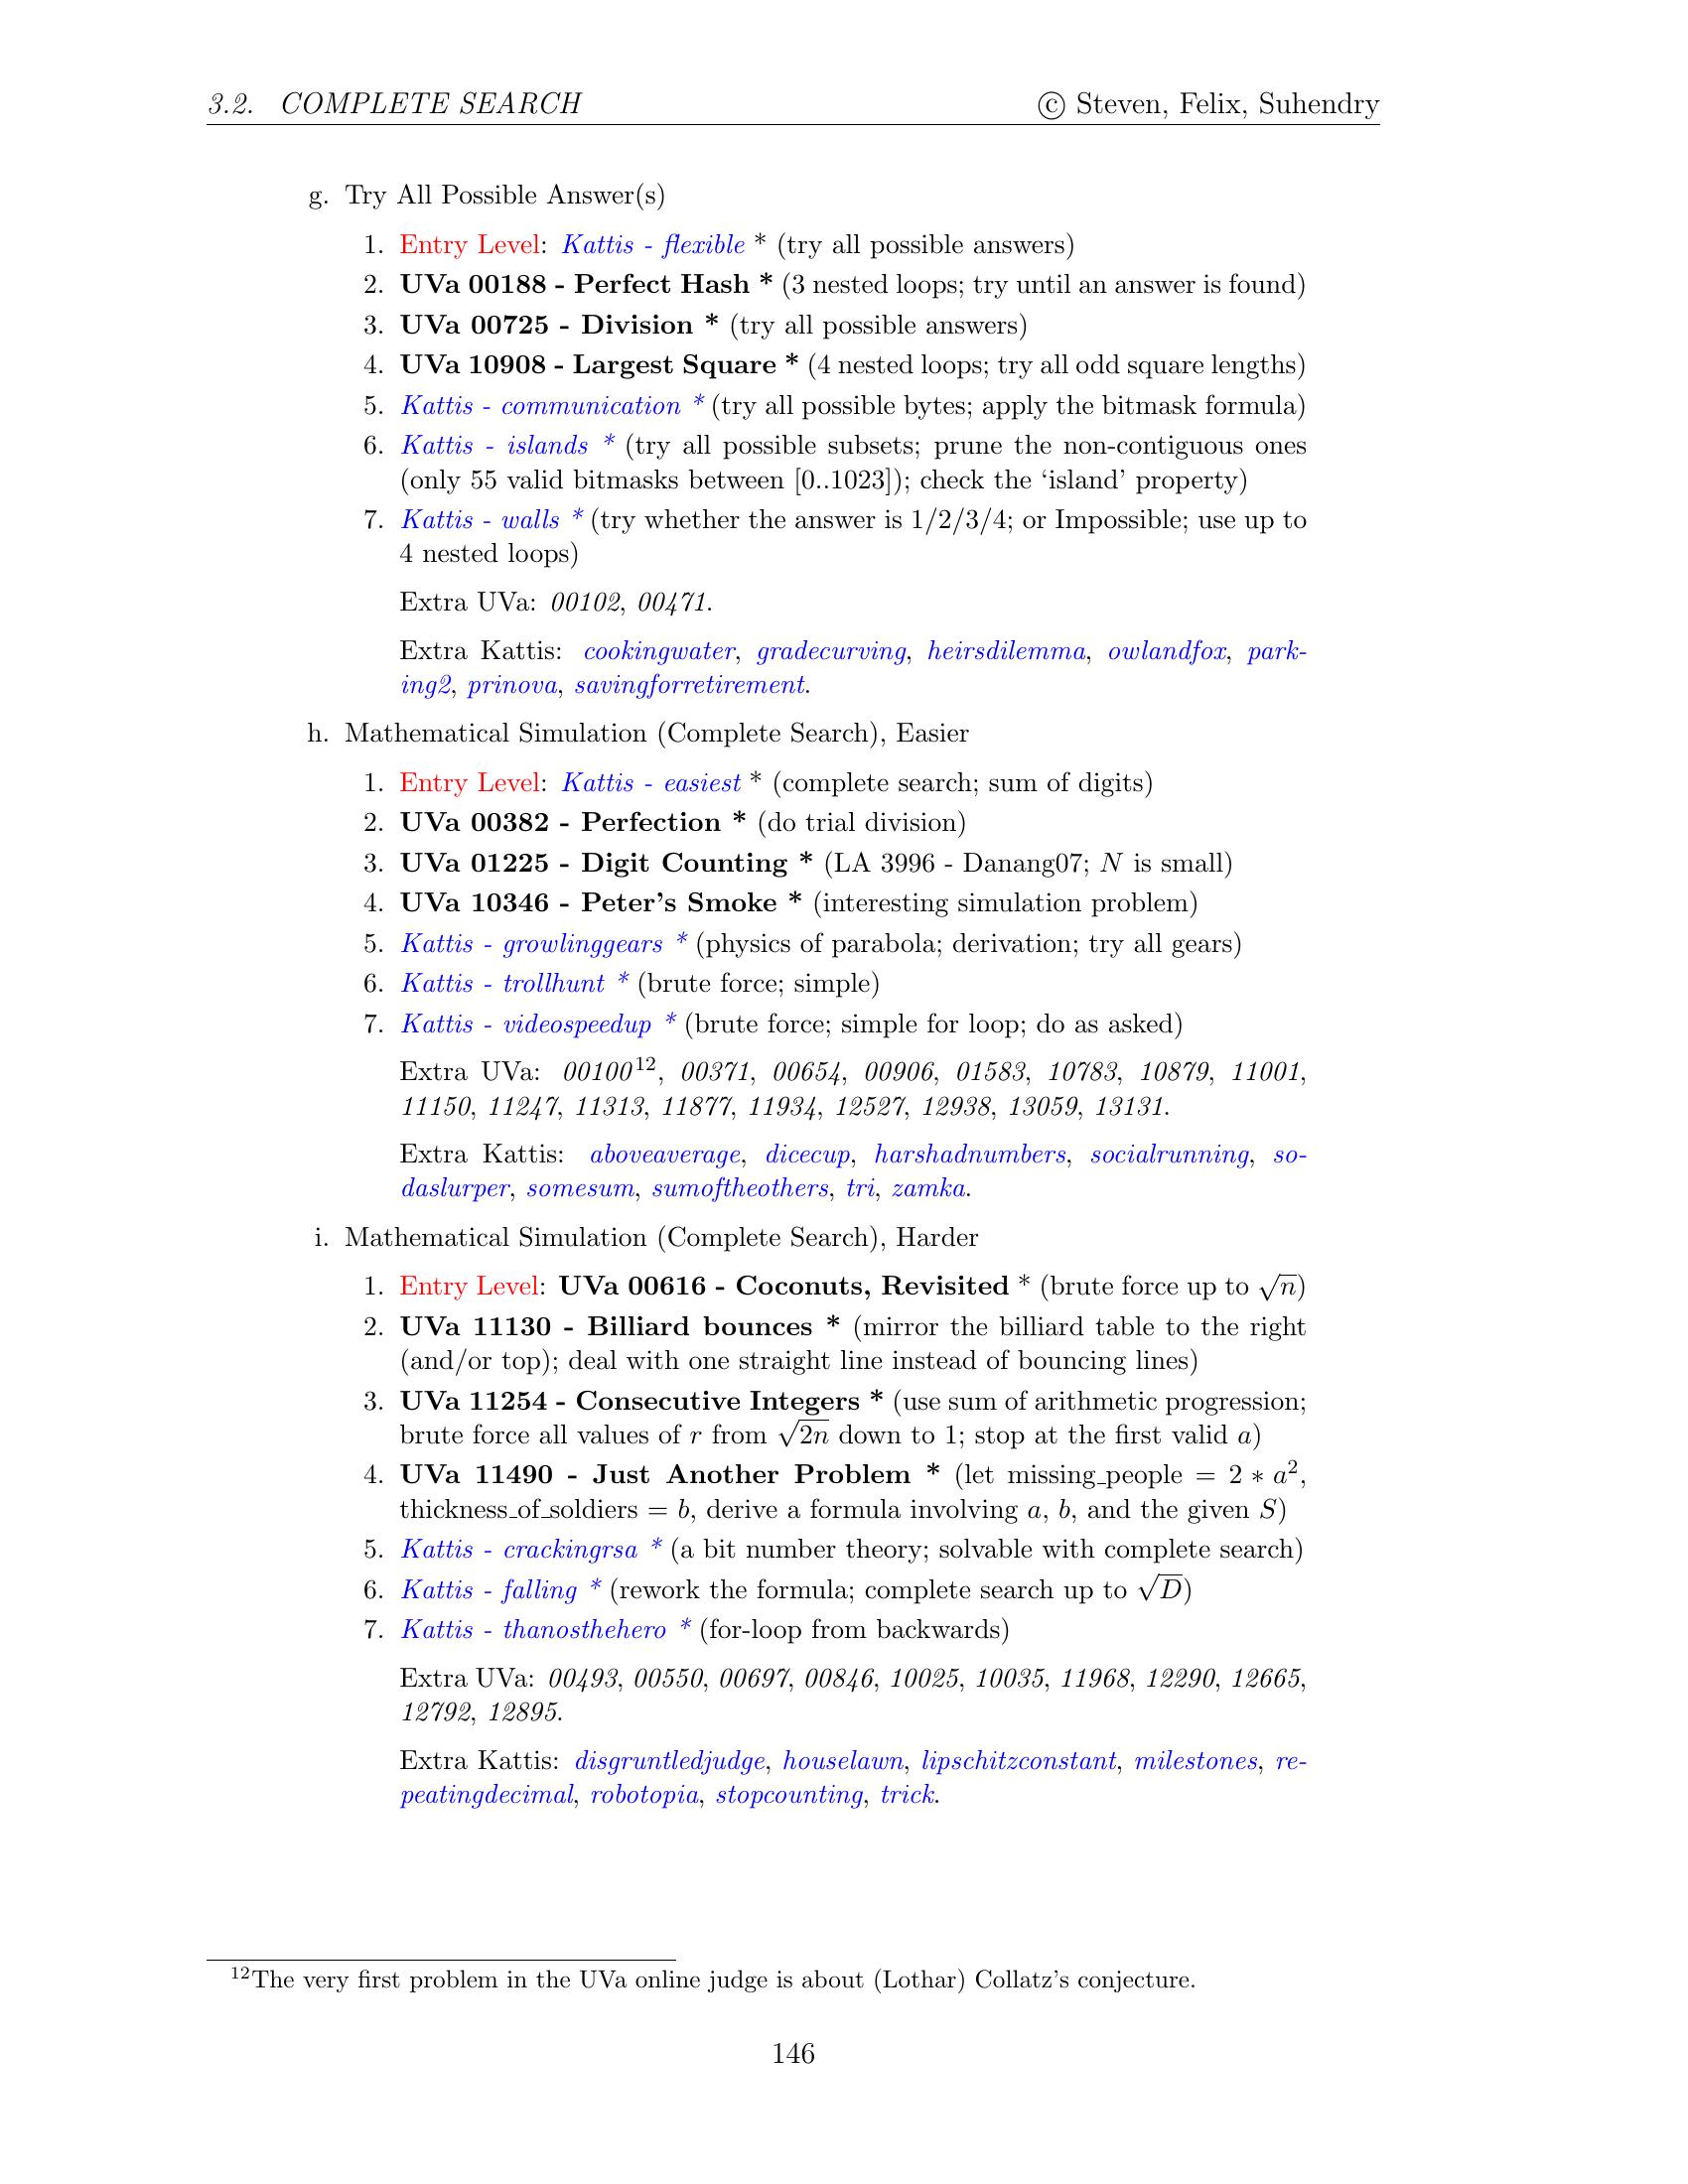 3.2. COMPLETE SEARCH © Steven, Felix, Suhendry
g. Try All Possible Answer(s)
1. Entry Level: Kattis - flexible * (try all possible answers)
2. UVa 00188 - Perfect Hash * (3 nested loops; try until an answer is found)
3. UVa 00725 - Division * (try all possible answers)
4. UVa 10908 - Largest Square * (4 nested loops; try all odd square lengths)
5. Kattis - communication * (try all possible bytes; apply the bitmask formula)
6. Kattis - islands * (try all possible subsets; prune the non-contiguous ones
(only 55 valid bitmasks between [0..1023]); check the ‘island’ property)
7. Kattis - walls * (try whether the answer is 1/2/3/4; or Impossible; use up to
4 nested loops)
Extra UVa: 00102, 00471.
Extra Kattis: cookingwater, gradecurving, heirsdilemma, owlandfox, park-
ing2, prinova, savingforretirement.
h. Mathematical Simulation (Complete Search), Easier
1. Entry Level: Kattis - easiest * (complete search; sum of digits)
2. UVa 00382 - Perfection * (do trial division)
3. UVa 01225 - Digit Counting * (LA 3996 - Danang07; N is small)
4. UVa 10346 - Peter’s Smoke * (interesting simulation problem)
5. Kattis - growlinggears * (physics of parabola; derivation; try all gears)
6. Kattis - trollhunt * (brute force; simple)
7. Kattis - videospeedup * (brute force; simple for loop; do as asked)
Extra UVa: 00100¹², 00371, 00654, 00906, 01583, 10783, 10879, 11001,
11150, 11247, 11313, 11877, 11934, 12527, 12938, 13059, 13131.
Extra Kattis: aboveaverage, dicecup, harshadnumbers, socialrunning, so-
daslurper, somesum, sumoftheothers, tri, zamka.
i. Mathematical Simulation (Complete Search), Harder
1. Entry Level: UVa 00616 - Coconuts, Revisited * (brute force up to √n)
2. UVa 11130 - Billiard bounces * (mirror the billiard table to the right
(and/or top); deal with one straight line instead of bouncing lines)
3. UVa 11254 - Consecutive Integers * (use sum of arithmetic progression;
brute force all values of r from √2n down to 1; stop at the first valid a)
4. UVa 11490 - Just Another Problem * (let missing_people = 2 ∗ a²,
thickness_of_soldiers = b, derive a formula involving a, b, and the given S)
5. Kattis - crackingrsa * (a bit number theory; solvable with complete search)
6. Kattis - falling * (rework the formula; complete search up to √D)
7. Kattis - thanosthehero * (for-loop from backwards)
Extra UVa: 00493, 00550, 00697, 00846, 10025, 10035, 11968, 12290, 12665,
12792, 12895.
Extra Kattis: disgruntledjudge, houselawn, lipschitzconstant, milestones, re-
peatingdecimal, robotopia, stopcounting, trick.
¹²The very first problem in the UVa online judge is about (Lothar) Collatz’s conjecture.
146